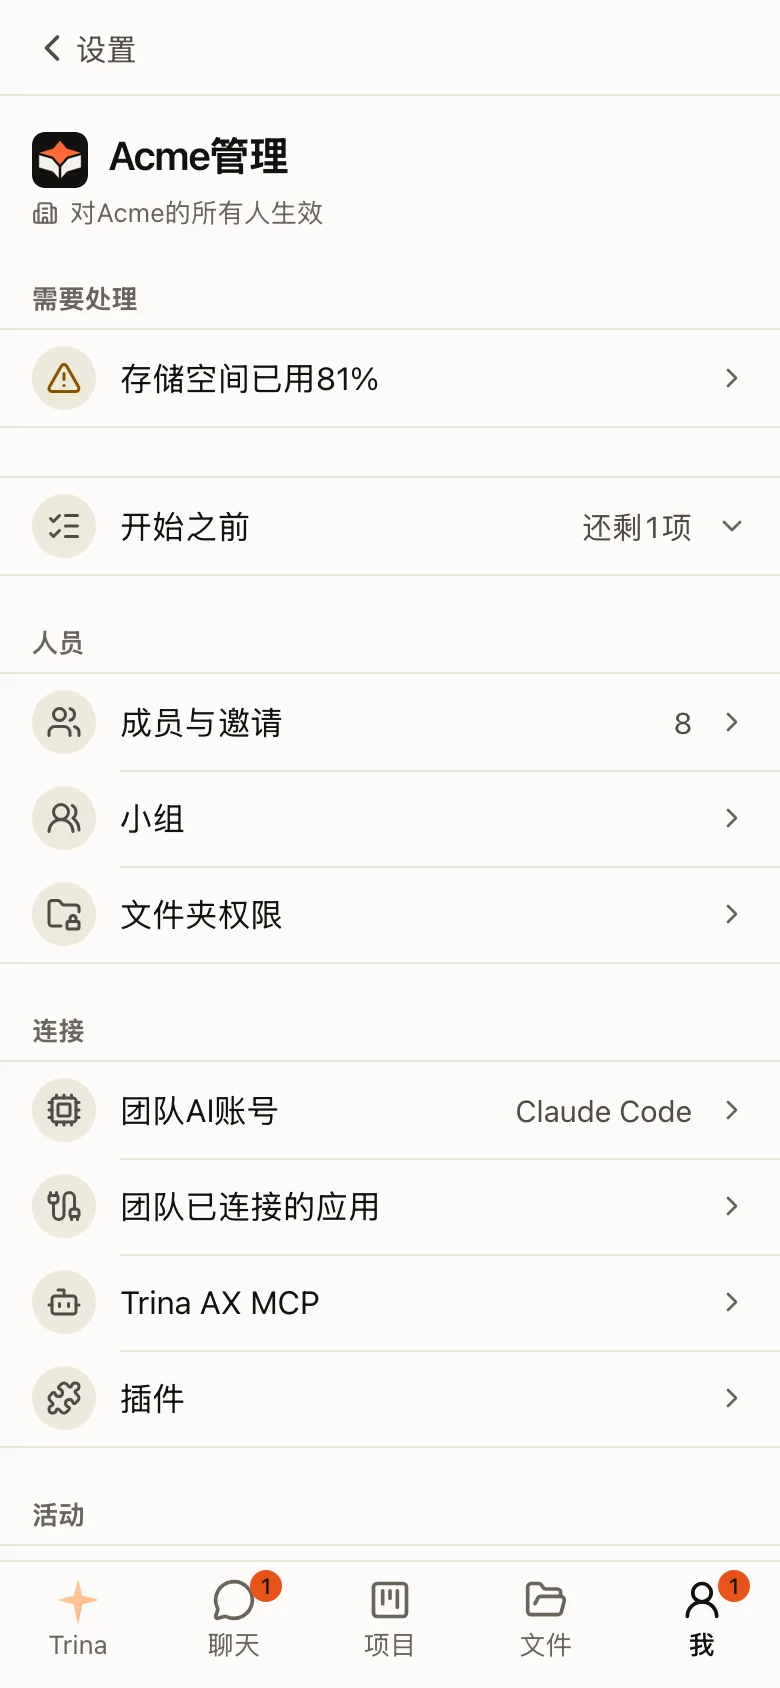 设置
Acme管理
对Acme的所有人生效
需要处理
存储空间已用81%
开始之前
还剩1项
人员
成员与邀请
8
小组
文件夹权限
连接
团队AI账号
Claude Code
团队已连接的应用
Trina AX MCP
插件
活动
1
1
Trina
聊天
项目
文件
我